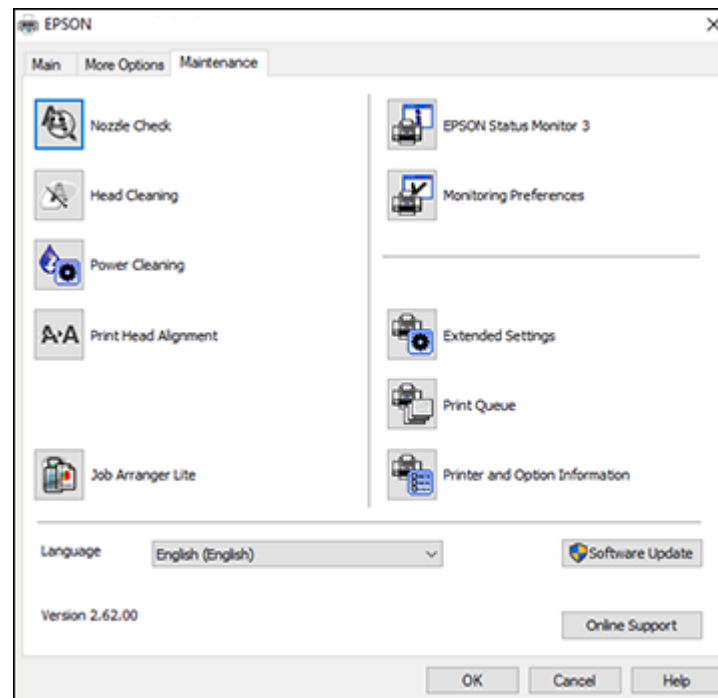 EPSON
Main More Options Maintenance
Nozzle Check
Head Cleaning
Power Cleaning
A A Print Head Alignment
Job Arranger Lite
EPSON Status Monitor 3
Monitoring Preferences
Extended Settings
Print Queue
Printer and Option Information
Language English (English)
Software Update
Version 2.62.00
Online Support
OK Cancel Help